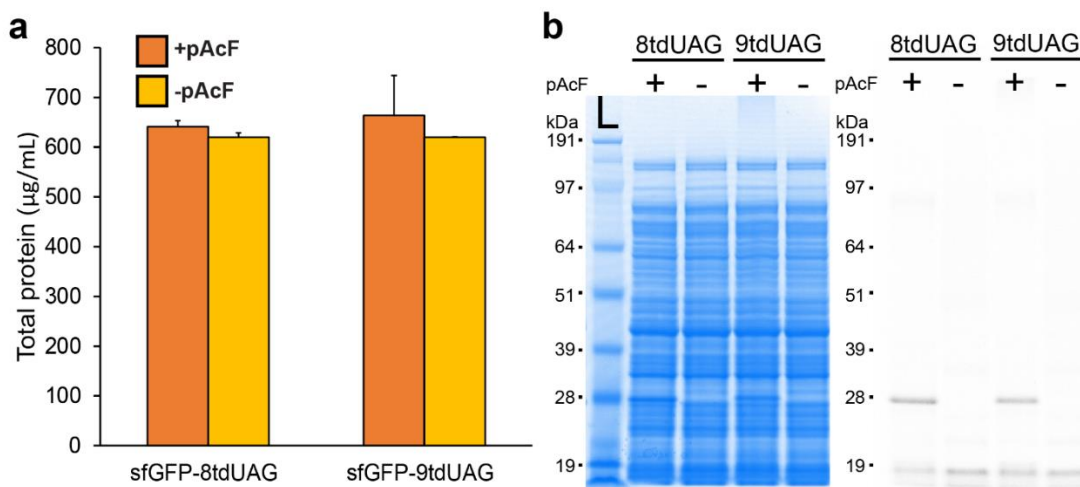 a
+pAcF
-pAcF
Total protein (µg/mL)
800
700
600
500
400
300
200
100
0
sfGFP-8tdUAG
sfGFP-9tdUAG
b
8tdUAG 9tdUAG
pAcF + - + -
kDa L
191
97
64
51
39
28
19
8tdUAG 9tdUAG
pAcF + - + -
kDa
191
97
64
51
39
28
19